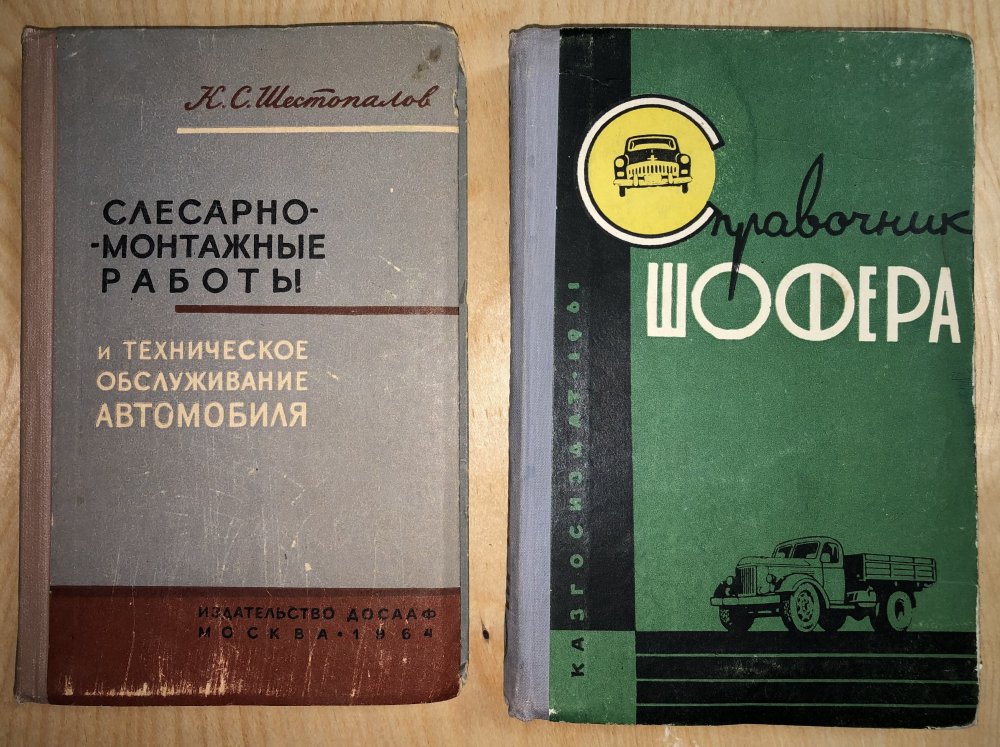 К. С. Шестопалов
СЛЕСАРНО-
-МОНТАЖНЫЕ
РАБОТЫ
и ТЕХНИЧЕСКОЕ
ОБСЛУЖИВАНИЕ
АВТОМОБИЛЯ
ИЗДАТЕЛЬСТВО ДОСААФ
МОСКВА · 1964
Справочник
ШОФЕРА
КАЗГОСИЗДАТ · 1961